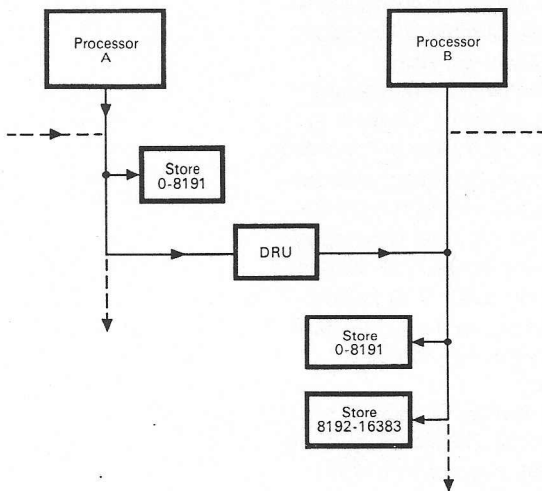 Processor
A
Processor
B
Store
0-8191
DRU
Store
0-8191
Store
8192-16383